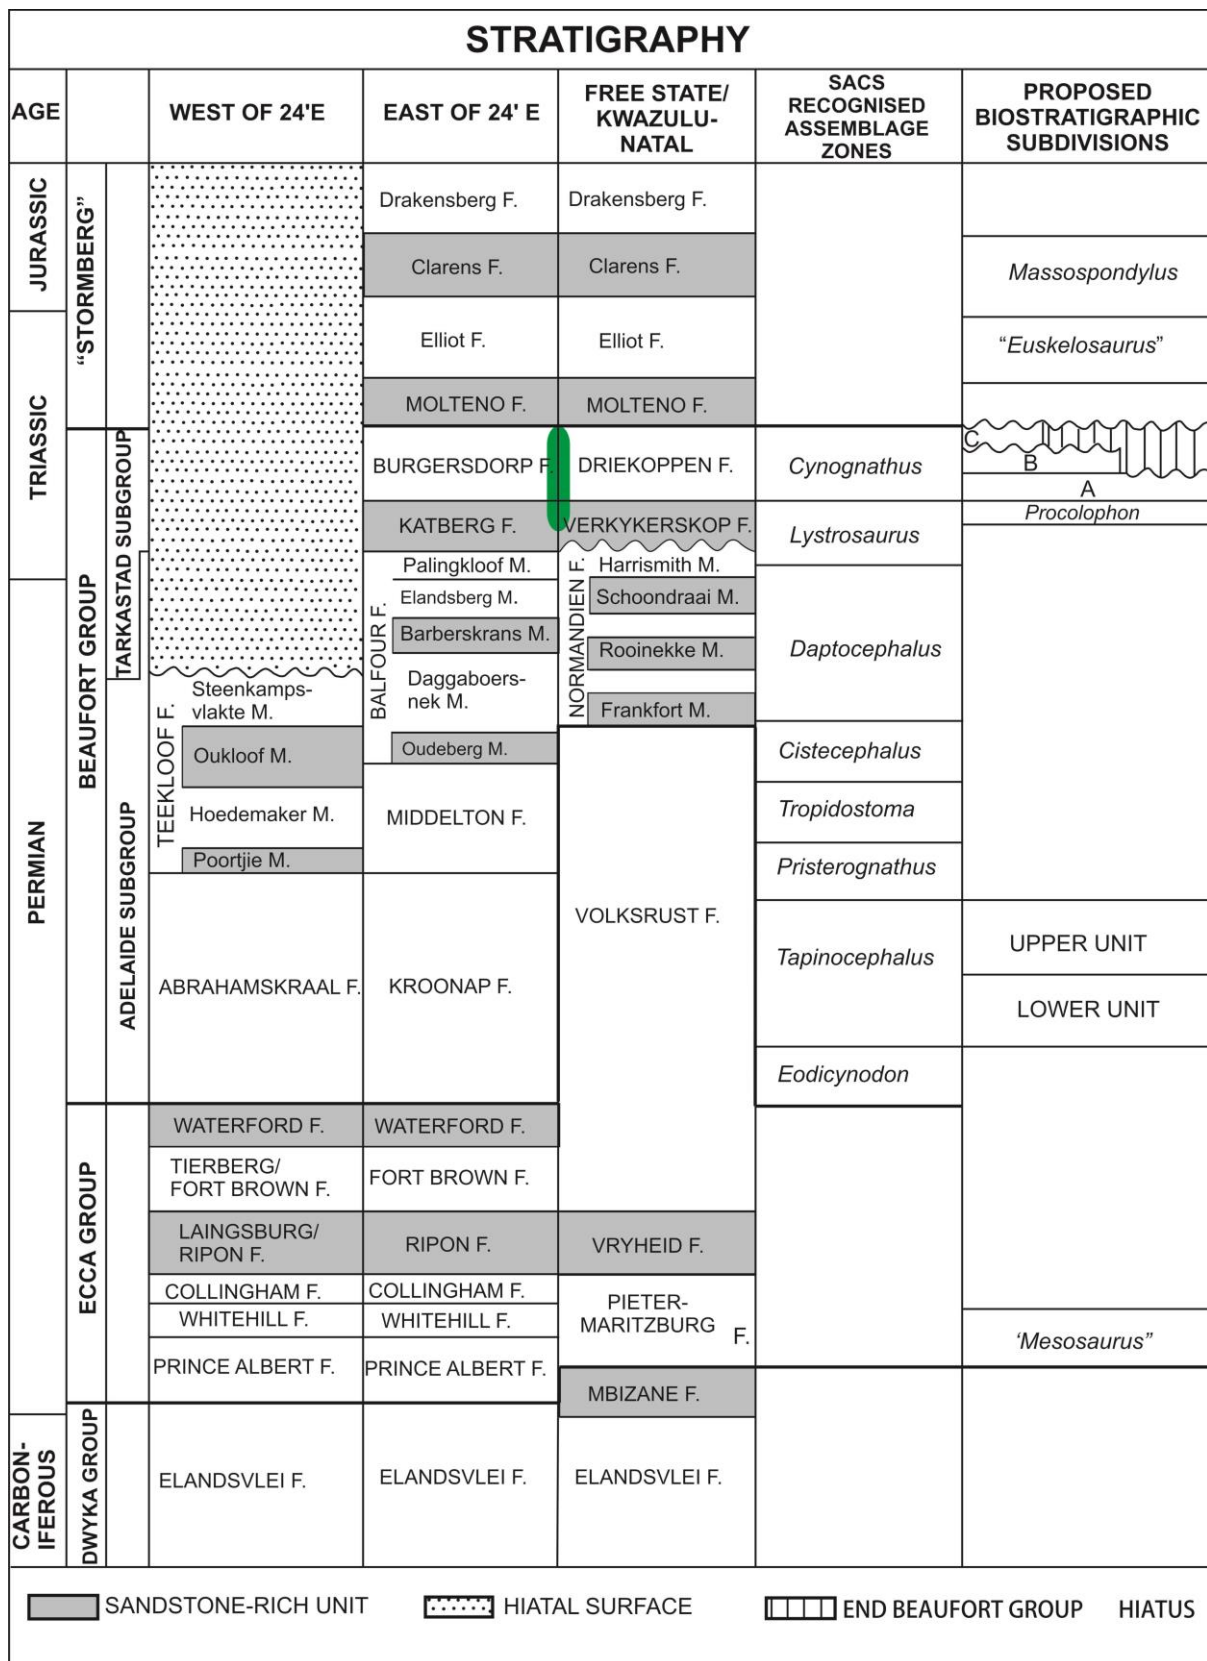 STRATIGRAPHY
AGE
WEST OF 24'E
EAST OF 24' E
FREE STATE/
KWAZULU-
NATAL
SACS
RECOGNISED
ASSEMBLAGE
ZONES
PROPOSED
BIOSTRATIGRAPHIC
SUBDIVISIONS
JURASSIC
TRIASSIC
PERMIAN
CARBON-
IFEROUS
"STORMBERG"
BEAUFORT GROUP
ECCA GROUP
DWYKA GROUP
TARKASTAD SUBGROUP
ADELAIDE SUBGROUP
TEEKLOOF F.
Steenkamps-
vlakte M.
Oukloof M.
Hoedemaker M.
Poortjie M.
ABRAHAMSKRAAL F.
WATERFORD F.
TIERBERG/
FORT BROWN F.
LAINGSBURG/
RIPON F.
COLLINGHAM F.
WHITEHILL F.
PRINCE ALBERT F.
ELANDSVLEI F.
Drakensberg F.
Clarens F.
Elliot F.
MOLTENO F.
BURGERSDORP F.
KATBERG F.
BALFOUR F.
Palingkloof M.
Elandsberg M.
Barberskrans M.
Daggaboers-
nek M.
Oudeberg M.
MIDDELTON F.
KROONAP F.
WATERFORD F.
FORT BROWN F.
RIPON F.
COLLINGHAM F.
WHITEHILL F.
PRINCE ALBERT F.
ELANDSVLEI F.
Drakensberg F.
Clarens F.
Elliot F.
MOLTENO F.
DRIEKOPPEN F.
VERKYKERSKOP F.
NORMANDIEN F.
Harrismith M.
Schoondraai M.
Rooinekke M.
Frankfort M.
VOLKSRUST F.
VRYHEID F.
PIETER-
MARITZBURG
F.
MBIZANE F.
ELANDSVLEI F.
Cynognathus
Lystrosaurus
Daptocephalus
Cistecephalus
Tropidostoma
Pristerognathus
Tapinocephalus
Eodicynodon
Massospondylus
"Euskelosaurus"
C
B
A
Procolophon
UPPER UNIT
LOWER UNIT
'Mesosaurus"
SANDSTONE-RICH UNIT
HIATAL SURFACE
END BEAUFORT GROUP HIATUS